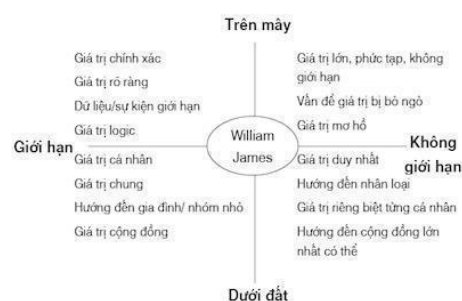 Trên mây
Giá trị chính xác
Giá trị rõ ràng
Dữ liệu/sự kiện giới hạn
Giá trị logic
Giá trị lớn, phức tạp, không
giới hạn
Vấn đề giá trị bị bỏ ngỏ
Giá trị mơ hồ
Giới hạn
William
James
Không
giới hạn
Giá trị cá nhân
Giá trị chung
Hướng đến gia đình/ nhóm nhỏ
Giá trị cộng đồng
Giá trị duy nhất
Hướng đến nhân loại
Giá trị riêng biệt từng cá nhân
Hướng đến cộng đồng lớn
nhất có thể
Dưới đất